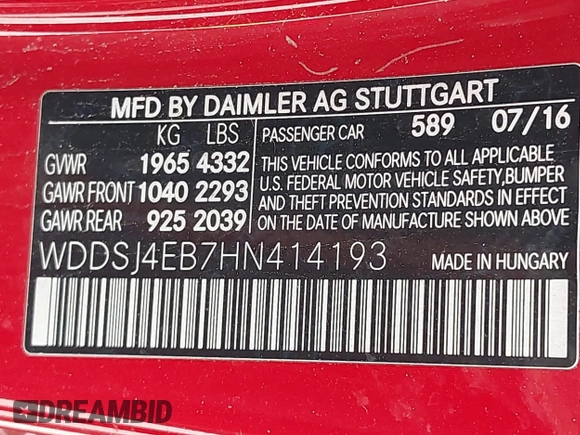 MFD BY DAIMLER AG STUTTGART
KG LBS PASSENGER CAR 589 07/16
GVWR 1965 4332
GAWR FRONT 1040 2293
GAWR REAR 925 2039
THIS VEHICLE CONFORMS TO ALL APPLICABLE
U.S. FEDERAL MOTOR VEHICLE SAFETY, BUMPER
AND THEFT PREVENTION STANDARDS IN EFFECT
ON THE DATE OF MANUFACTURE SHOWN ABOVE.
WDDSJ4EB7HN414193 MADE IN HUNGARY
DREAMBID